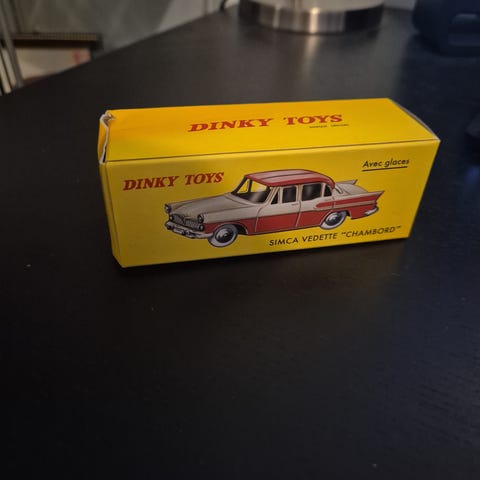 DINKY TOYS
DINKY TOYS
Avec glaces
SIMCA VEDETTE "CHAMBORD"